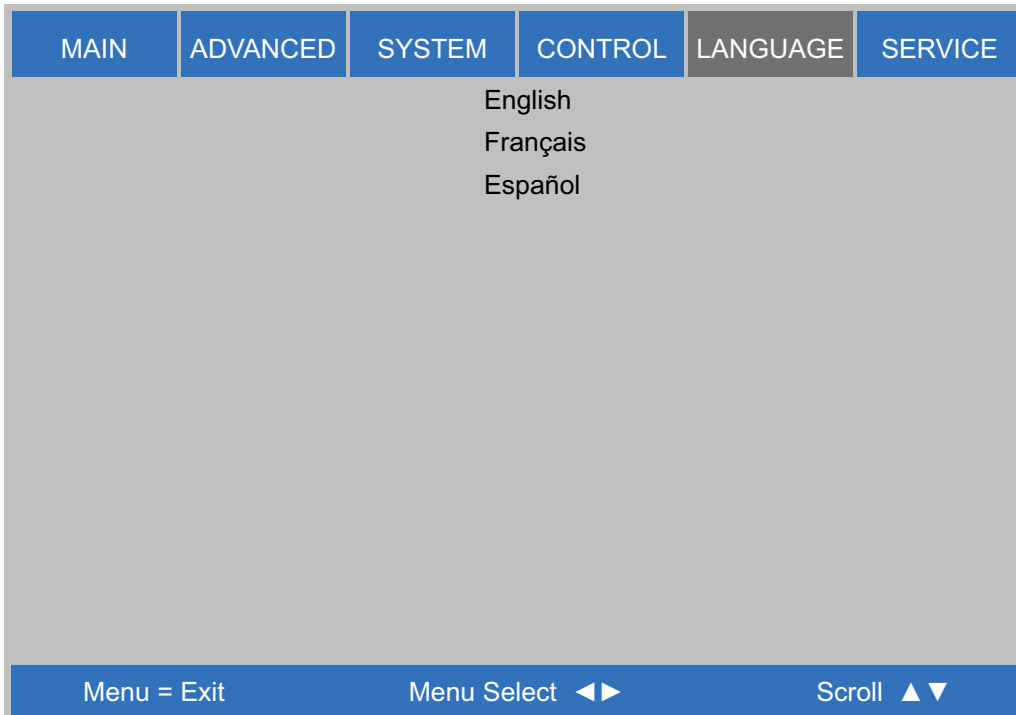 MAIN ADVANCED SYSTEM CONTROL LANGUAGE SERVICE
English
Français
Español
Menu = Exit Menu Select ◄► Scroll ▲▼